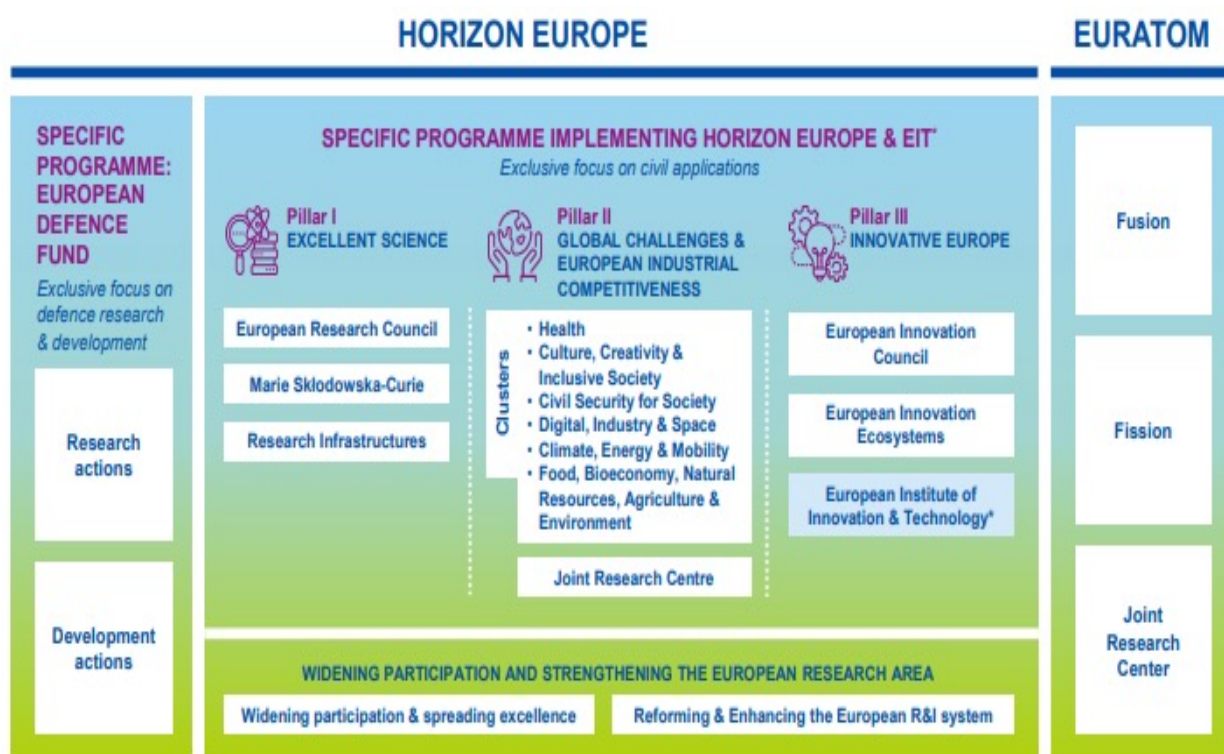 HORIZON EUROPE
EURATOM
SPECIFIC
PROGRAMME:
EUROPEAN
DEFENCE
FUND
Exclusive focus on
defence research
& development
Research
actions
Development
actions
SPECIFIC PROGRAMME IMPLEMENTING HORIZON EUROPE & EIT*
Exclusive focus on civil applications
Pillar I
EXCELLENT SCIENCE
European Research Council
Marie Skłodowska-Curie
Research Infrastructures
Pillar II
GLOBAL CHALLENGES &
EUROPEAN INDUSTRIAL
COMPETITIVENESS
Clusters
• Health
• Culture, Creativity &
Inclusive Society
• Civil Security for Society
• Digital, Industry & Space
• Climate, Energy & Mobility
• Food, Bioeconomy, Natural
Resources, Agriculture &
Environment
Joint Research Centre
Pillar III
INNOVATIVE EUROPE
European Innovation
Council
European Innovation
Ecosystems
European Institute of
Innovation & Technology*
WIDENING PARTICIPATION AND STRENGTHENING THE EUROPEAN RESEARCH AREA
Widening participation & spreading excellence
Reforming & Enhancing the European R&I system
Fusion
Fission
Joint
Research
Center